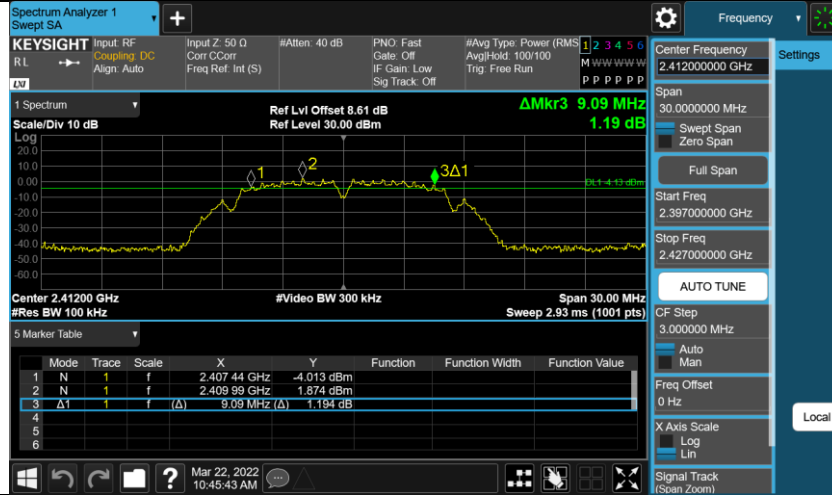 Spectrum Analyzer 1
Swept SA
Frequency
KEYSIGHT
RL
LXI
Input: RF
Coupling: DC
Align: Auto
Input Z: 50 Ω
Corr CCorr
Freq Ref: Int (S)
#Atten: 40 dB
PNO: Fast
Gate: Off
IF Gain: Low
Sig Track: Off
#Avg Type: Power (RMS
Avg|Hold: 100/100
Trig: Free Run
1 2 3 4 5 6
M W W W W W
P P P P P P
1 Spectrum
Scale/Div 10 dB
Log
Ref Lvl Offset 8.61 dB
Ref Level 30.00 dBm
ΔMkr3 9.09 MHz
1.19 dB
20.0
10.0
0.00
-10.0
-20.0
-30.0
-40.0
-50.0
-60.0
1
2
3Δ1
DL1 -4.13 dBm
Center 2.41200 GHz
#Res BW 100 kHz
#Video BW 300 kHz
Span 30.00 MHz
Sweep 2.93 ms (1001 pts)
5 Marker Table
Mode Trace Scale X Y Function Function Width Function Value
1 N 1 f 2.407 44 GHz -4.013 dBm
2 N 1 f 2.409 99 GHz 1.874 dBm
3 Δ1 1 f (Δ) 9.09 MHz (Δ) 1.194 dB
4
5
6
?
Mar 22, 2022
10:45:43 AM
Center Frequency
2.412000000 GHz
Span
30.0000000 MHz
Swept Span
Zero Span
Full Span
Start Freq
2.397000000 GHz
Stop Freq
2.427000000 GHz
AUTO TUNE
CF Step
3.000000 MHz
Auto
Man
Freq Offset
0 Hz
X Axis Scale
Log
Lin
Signal Track
(Span Zoom)
Settings
Local